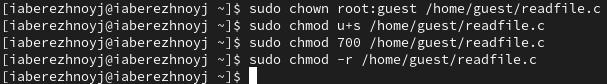 [iaberezhnoyj@iaberezhnoyj ~]$ sudo chown root:guest /home/guest/readfile.c
[iaberezhnoyj@iaberezhnoyj ~]$ sudo chmod u+s /home/guest/readfile.c
[iaberezhnoyj@iaberezhnoyj ~]$ sudo chmod 700 /home/guest/readfile.c
[iaberezhnoyj@iaberezhnoyj ~]$ sudo chmod -r /home/guest/readfile.c
[iaberezhnoyj@iaberezhnoyj ~]$